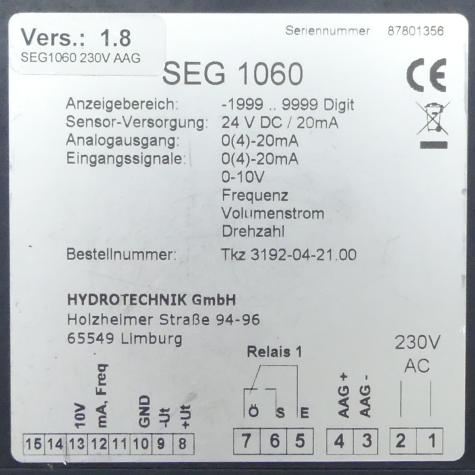 Vers.: 1.8
SEG1060 230V AAG
Seriennummer 87801356
SEG 1060
CE
Anzeigebereich: -1999 .. 9999 Digit
Sensor-Versorgung: 24 V DC / 20mA
Analogausgang: 0(4)-20mA
Eingangssignale: 0(4)-20mA
0-10V
Frequenz
Volumenstrom
Drehzahl
Bestellnummer: Tkz 3192-04-21.00
HYDROTECHNIK GmbH
Holzheimer Straße 94-96
65549 Limburg
Relais 1
230V
AC
10V
mA, Freq
GND
-Ut
+Ut
Ö S E
AAG +
AAG -
15 14 13 12 11 10 9 8 7 6 5 4 3 2 1